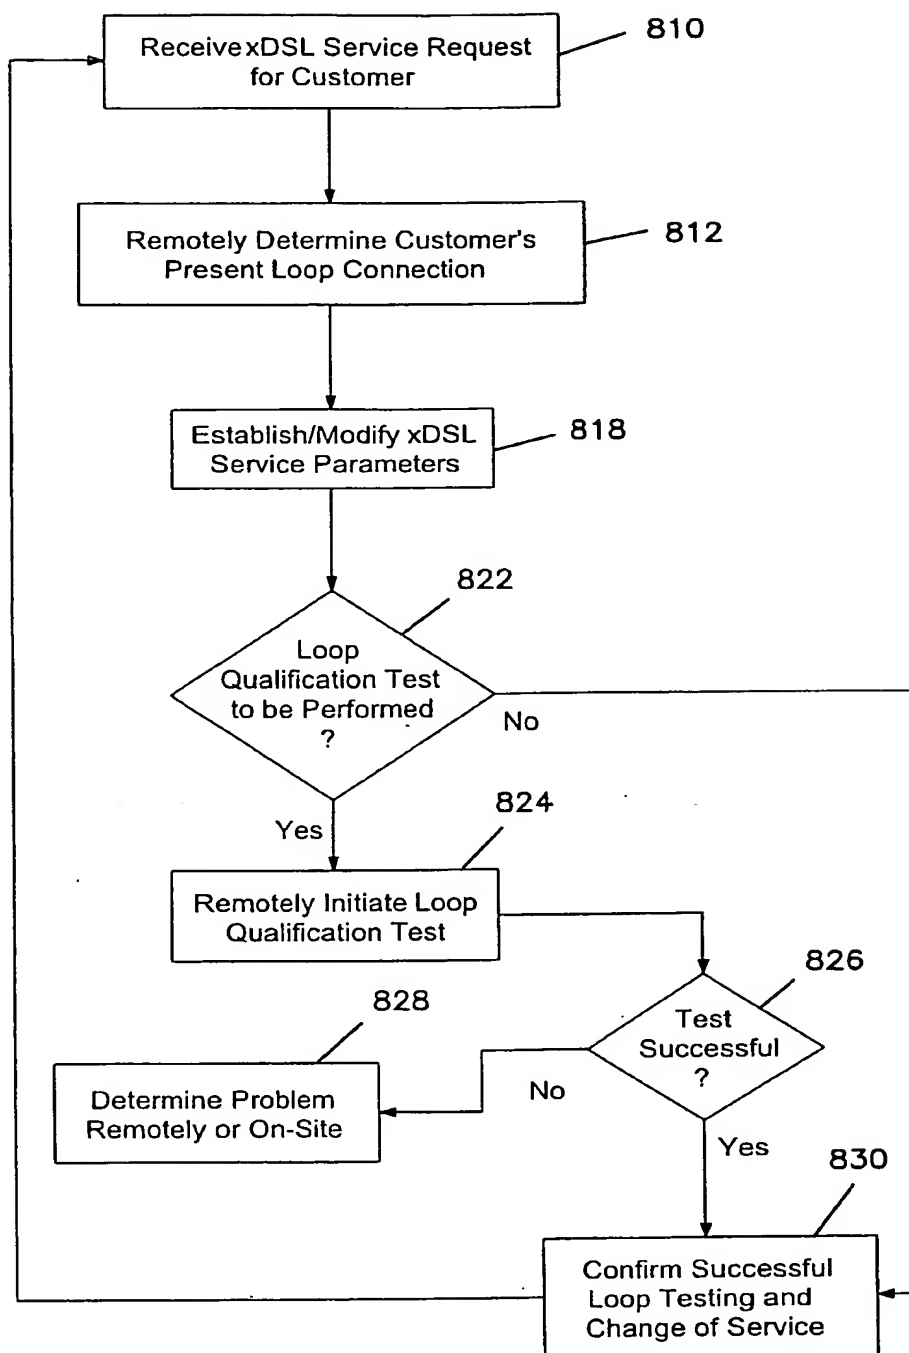 Receive xDSL Service Request
for Customer
810
Remotely Determine Customer's
Present Loop Connection
812
Establish/Modify xDSL
Service Parameters
818
822
Loop
Qualification Test
to be Performed
?
No
Yes
824
Remotely Initiate Loop
Qualification Test
826
Test
Successful
?
No
Yes
828
Determine Problem
Remotely or On-Site
830
Confirm Successful
Loop Testing and
Change of Service